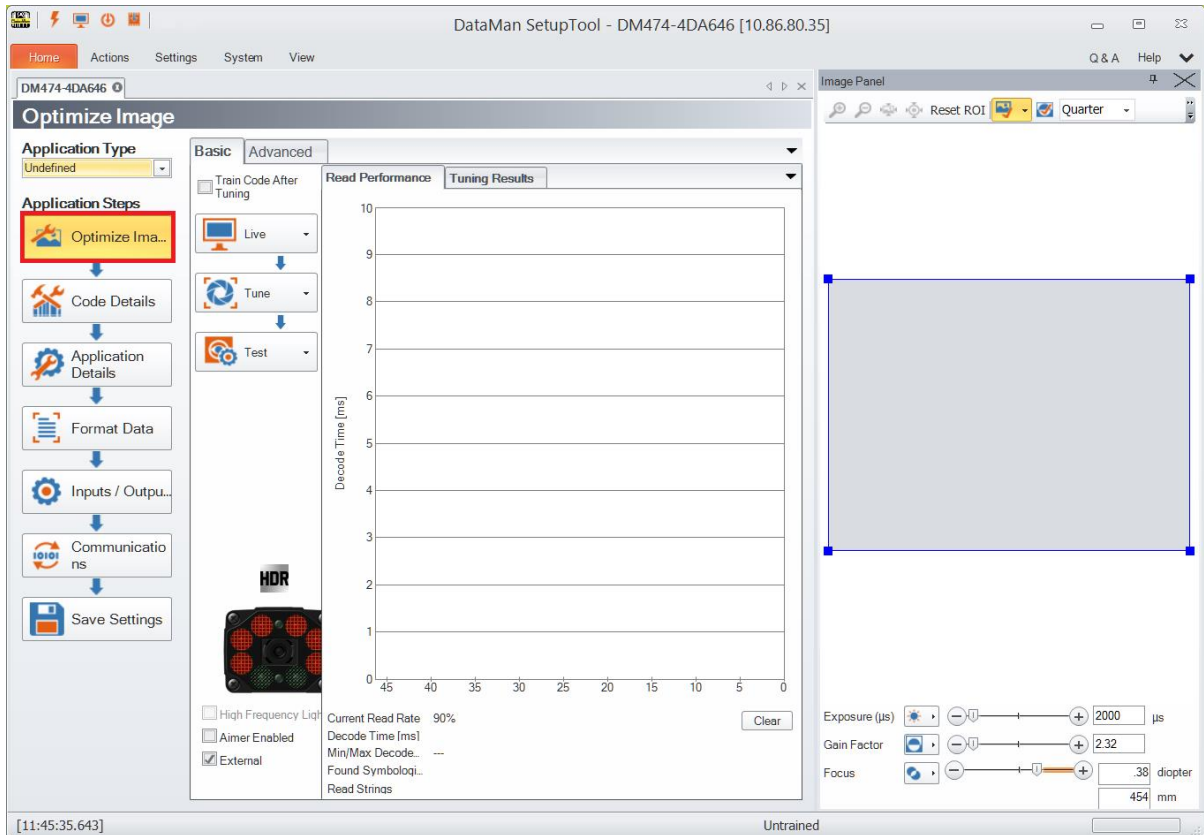 DataMan SetupTool - DM474-4DA646 [10.86.80.35]
Home Actions Settings System View Q & A Help
DM474-4DA646
Optimize Image
Application Type
Undefined
Application Steps
Optimize Ima...
Code Details
Application
Details
Format Data
Inputs / Outpu...
Communicatio
ns
Save Settings
Basic Advanced
Train Code After
Tuning
Live
Tune
Test
HDR
High Frequency Ligh
Aimer Enabled
External
Read Performance Tuning Results
Decode Time [ms]
10
9
8
7
6
5
4
3
2
1
0
45 40 35 30 25 20 15 10 5 0
Current Read Rate 90%
Clear
Decode Time [ms]
Min/Max Decode... ---
Found Symbologi...
Read Strings
Image Panel
Reset ROI Quarter
Exposure (µs) 2000 µs
Gain Factor 2.32
Focus .38 diopter
454 mm
[11:45:35.643] Untrained